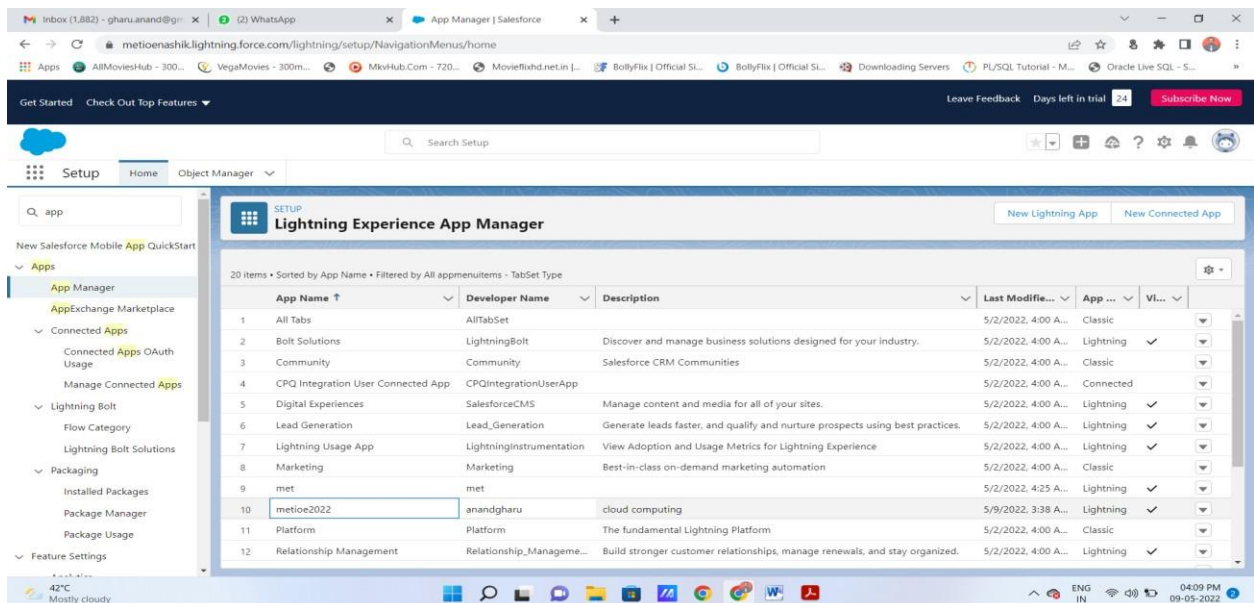 Inbox (1,882) - gharu.anand@gm
(2) WhatsApp
App Manager | Salesforce
metioenashik.lightning.force.com/lightning/setup/NavigationMenus/home
Apps AllMoviesHub - 300... VegaMovies - 300m... MkvHub.Com - 720... Movieflixhd.net.in |... BollyFlix | Official Si... BollyFlix | Official Si... Downloading Servers PL/SQL Tutorial - M... Oracle Live SQL - S... »
Get Started Check Out Top Features
Leave Feedback Days left in trial 24 Subscribe Now
Search Setup
Setup Home Object Manager
app
New Salesforce Mobile App QuickStart
Apps
App Manager
AppExchange Marketplace
Connected Apps
Connected Apps OAuth
Usage
Manage Connected Apps
Lightning Bolt
Flow Category
Lightning Bolt Solutions
Packaging
Installed Packages
Package Manager
Package Usage
Feature Settings
SETUP
Lightning Experience App Manager
New Lightning App New Connected App
20 items • Sorted by App Name • Filtered by All appmenuitems - TabSet Type
App Name ↑ Developer Name Description Last Modifie... App ... Vi...
1 All Tabs AllTabSet 5/2/2022, 4:00 A... Classic
2 Bolt Solutions LightningBolt Discover and manage business solutions designed for your industry. 5/2/2022, 4:00 A... Lightning
3 Community Community Salesforce CRM Communities 5/2/2022, 4:00 A... Classic
4 CPQ Integration User Connected App CPQIntegrationUserApp 5/2/2022, 4:00 A... Connected
5 Digital Experiences SalesforceCMS Manage content and media for all of your sites. 5/2/2022, 4:00 A... Lightning
6 Lead Generation Lead_Generation Generate leads faster, and qualify and nurture prospects using best practices. 5/2/2022, 4:00 A... Lightning
7 Lightning Usage App LightningInstrumentation View Adoption and Usage Metrics for Lightning Experience 5/2/2022, 4:00 A... Lightning
8 Marketing Marketing Best-in-class on-demand marketing automation 5/2/2022, 4:00 A... Classic
9 met met 5/2/2022, 4:25 A... Lightning
10 metioe2022 anandgharu cloud computing 5/9/2022, 3:38 A... Lightning
11 Platform Platform The fundamental Lightning Platform 5/2/2022, 4:00 A... Classic
12 Relationship Management Relationship_Manageme... Build stronger customer relationships, manage renewals, and stay organized. 5/2/2022, 4:00 A... Lightning
42°C
Mostly cloudy
ENG
IN
04:09 PM
09-05-2022
2